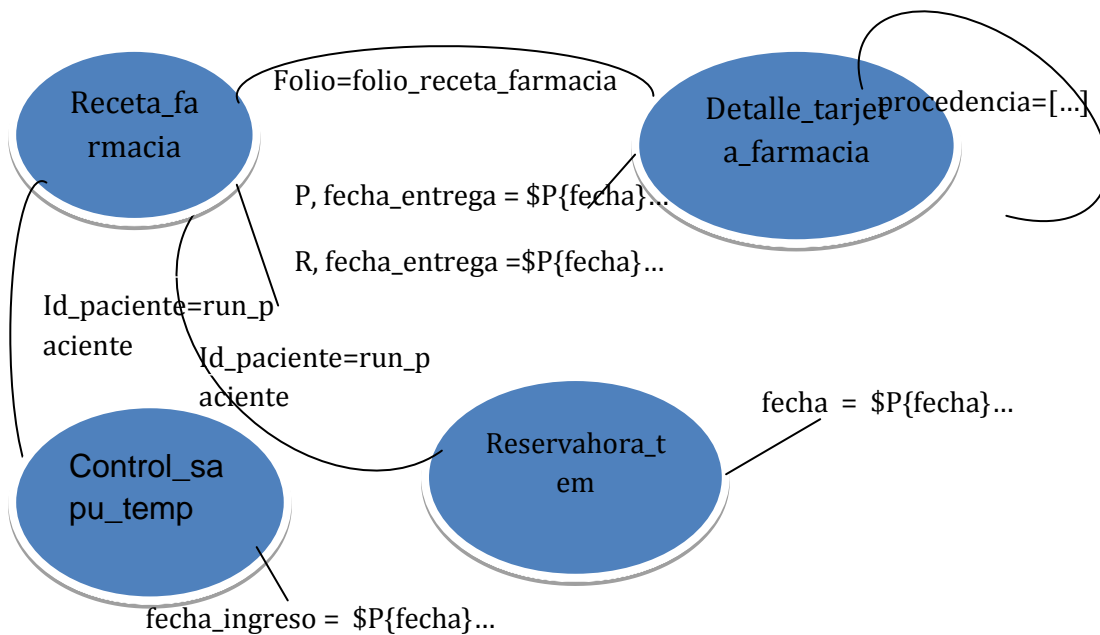 Folio=folio_receta_farmacia
Receta_fa
rmacia
Detalle_tarjet
a_farmacia
procedencia=[...]
P, fecha_entrega = $P{fecha}...
R, fecha_entrega =$P{fecha}...
Id_paciente=run_p
aciente
Id_paciente=run_p
aciente
fecha = $P{fecha}...
Reservahora_t
em
Control_sa
pu_temp
fecha_ingreso = $P{fecha}...